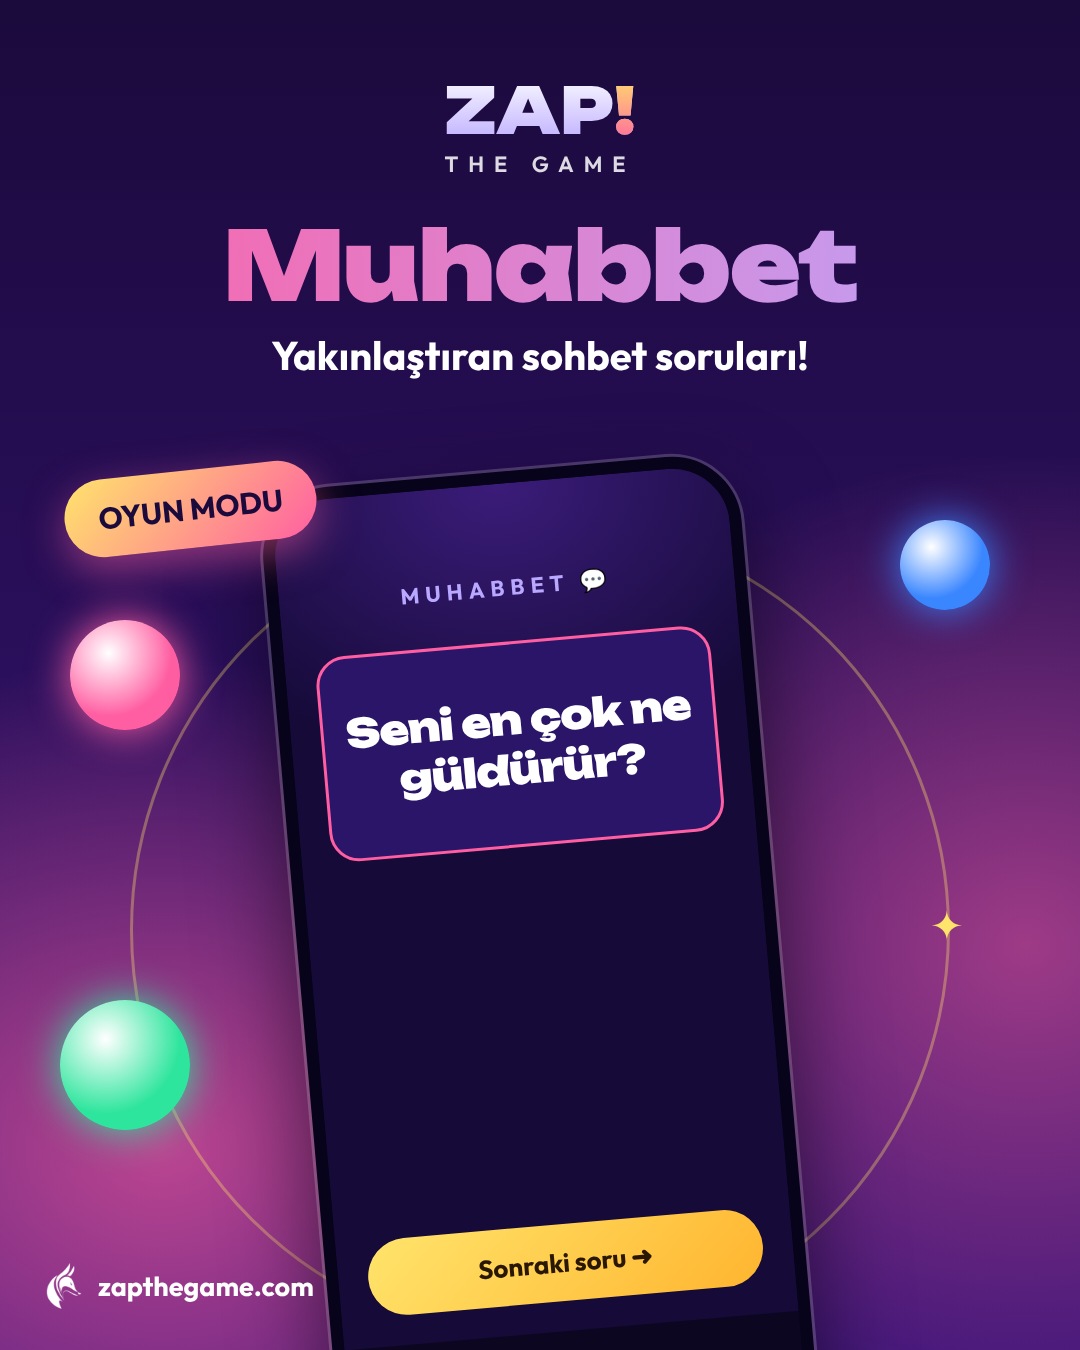 ZAP!
THE GAME
Muhabbet
Yakınlaştıran sohbet soruları!
OYUN MODU
MUHABBET 💬
Seni en çok ne
güldürür?
Sonraki soru ➜
zapthegame.com